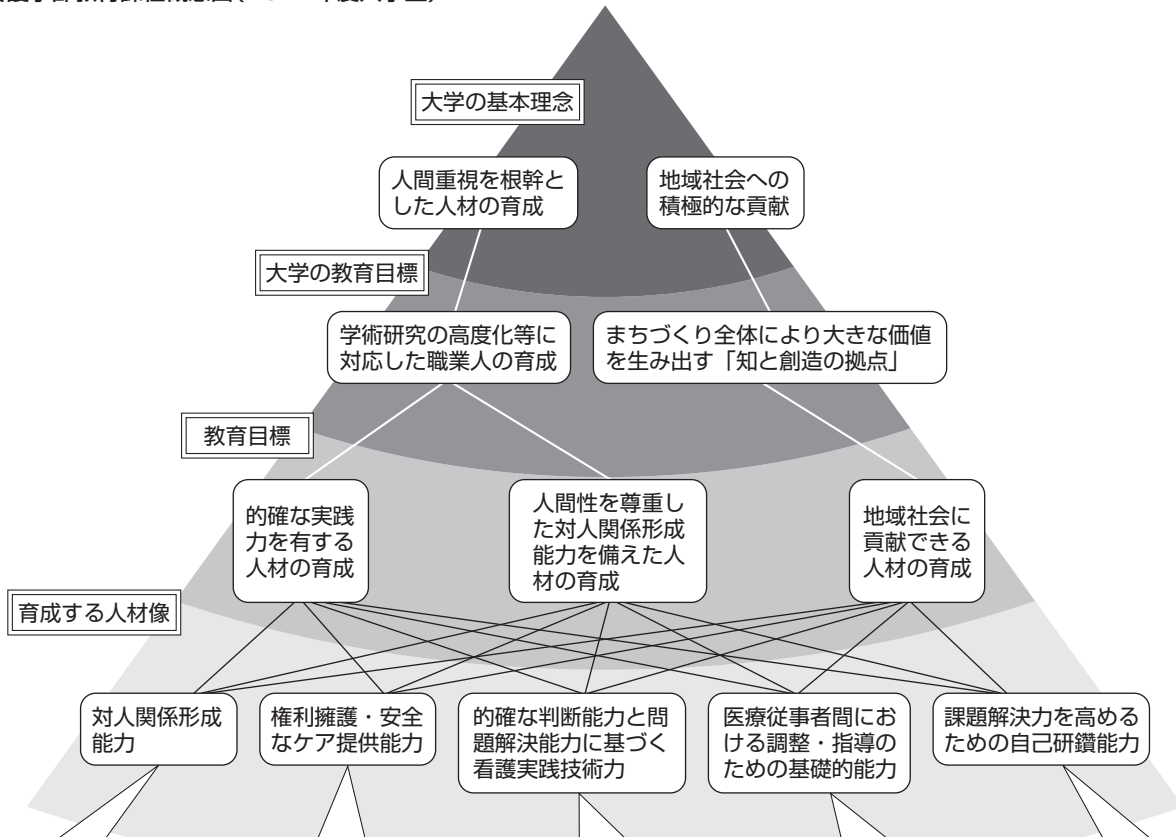 大学の基本理念
人間重視を根幹と
した人材の育成
地域社会への
積極的な貢献
大学の教育目標
学術研究の高度化等に
対応した職業人の育成
まちづくり全体により大きな価値
を生み出す「知と創造の拠点」
教育目標
的確な実践
力を有する
人材の育成
人間性を尊重し
た対人関係形成
能力を備えた人
材の育成
地域社会に
貢献できる
人材の育成
育成する人材像
対人関係形成
能力
権利擁護・安全
なケア提供能力
的確な判断能力と問
題解決能力に基づく
看護実践技術力
医療従事者間にお
ける調整・指導の
ための基礎的能力
課題解決力を高める
ための自己研鑽能力